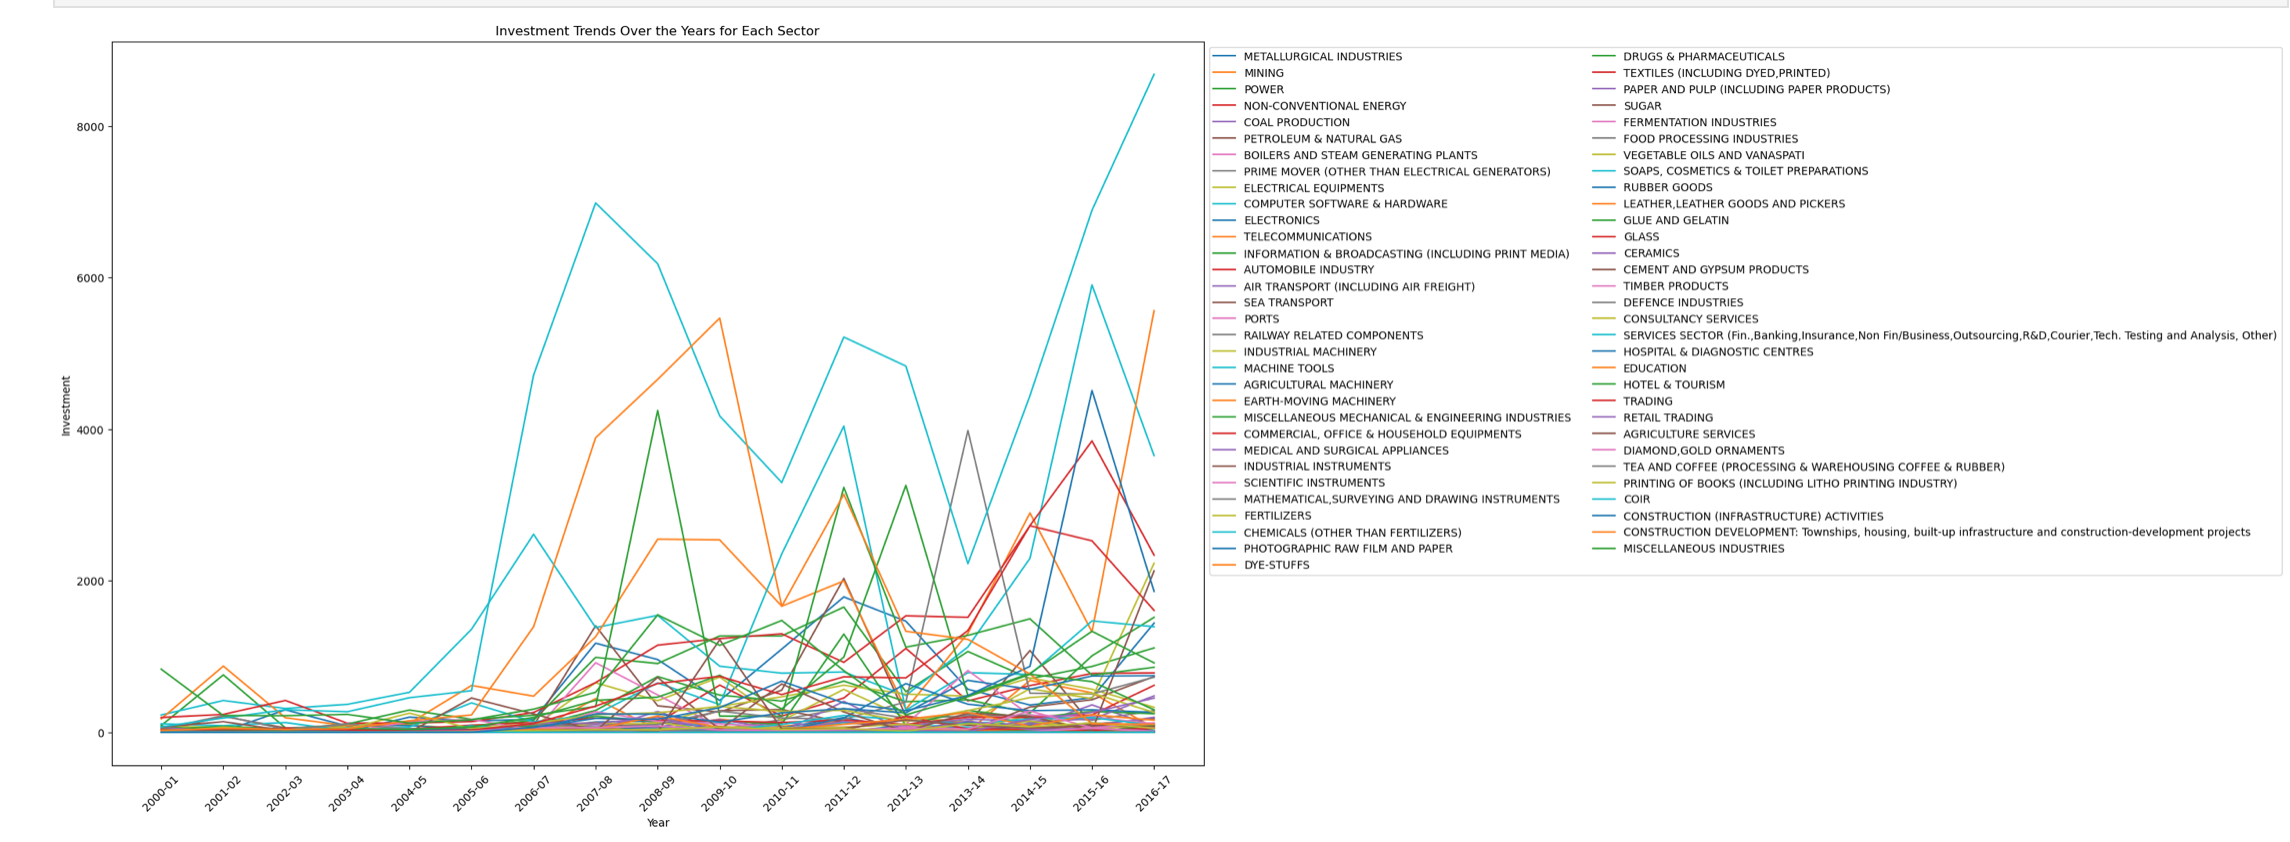 Investment Trends Over the Years for Each Sector
8000
6000
4000
2000
0
Investment
2000-01
2001-02
2002-03
2003-04
2004-05
2005-06
2006-07
2007-08
2008-09
2009-10
2010-11
2011-12
2012-13
2013-14
2014-15
2015-16
2016-17
Year
METALLURGICAL INDUSTRIES
MINING
POWER
NON-CONVENTIONAL ENERGY
COAL PRODUCTION
PETROLEUM & NATURAL GAS
BOILERS AND STEAM GENERATING PLANTS
PRIME MOVER (OTHER THAN ELECTRICAL GENERATORS)
ELECTRICAL EQUIPMENTS
COMPUTER SOFTWARE & HARDWARE
ELECTRONICS
TELECOMMUNICATIONS
INFORMATION & BROADCASTING (INCLUDING PRINT MEDIA)
AUTOMOBILE INDUSTRY
AIR TRANSPORT (INCLUDING AIR FREIGHT)
SEA TRANSPORT
PORTS
RAILWAY RELATED COMPONENTS
INDUSTRIAL MACHINERY
MACHINE TOOLS
AGRICULTURAL MACHINERY
EARTH-MOVING MACHINERY
MISCELLANEOUS MECHANICAL & ENGINEERING INDUSTRIES
COMMERCIAL, OFFICE & HOUSEHOLD EQUIPMENTS
MEDICAL AND SURGICAL APPLIANCES
INDUSTRIAL INSTRUMENTS
SCIENTIFIC INSTRUMENTS
MATHEMATICAL,SURVEYING AND DRAWING INSTRUMENTS
FERTILIZERS
CHEMICALS (OTHER THAN FERTILIZERS)
PHOTOGRAPHIC RAW FILM AND PAPER
DYE-STUFFS
DRUGS & PHARMACEUTICALS
TEXTILES (INCLUDING DYED,PRINTED)
PAPER AND PULP (INCLUDING PAPER PRODUCTS)
SUGAR
FERMENTATION INDUSTRIES
FOOD PROCESSING INDUSTRIES
VEGETABLE OILS AND VANASPATI
SOAPS, COSMETICS & TOILET PREPARATIONS
RUBBER GOODS
LEATHER,LEATHER GOODS AND PICKERS
GLUE AND GELATIN
GLASS
CERAMICS
CEMENT AND GYPSUM PRODUCTS
TIMBER PRODUCTS
DEFENCE INDUSTRIES
CONSULTANCY SERVICES
SERVICES SECTOR (Fin.,Banking,Insurance,Non Fin/Business,Outsourcing,R&D,Courier,Tech. Testing and Analysis, Other)
HOSPITAL & DIAGNOSTIC CENTRES
EDUCATION
HOTEL & TOURISM
TRADING
RETAIL TRADING
AGRICULTURE SERVICES
DIAMOND,GOLD ORNAMENTS
TEA AND COFFEE (PROCESSING & WAREHOUSING COFFEE & RUBBER)
PRINTING OF BOOKS (INCLUDING LITHO PRINTING INDUSTRY)
COIR
CONSTRUCTION (INFRASTRUCTURE) ACTIVITIES
CONSTRUCTION DEVELOPMENT: Townships, housing, built-up infrastructure and construction-development projects
MISCELLANEOUS INDUSTRIES